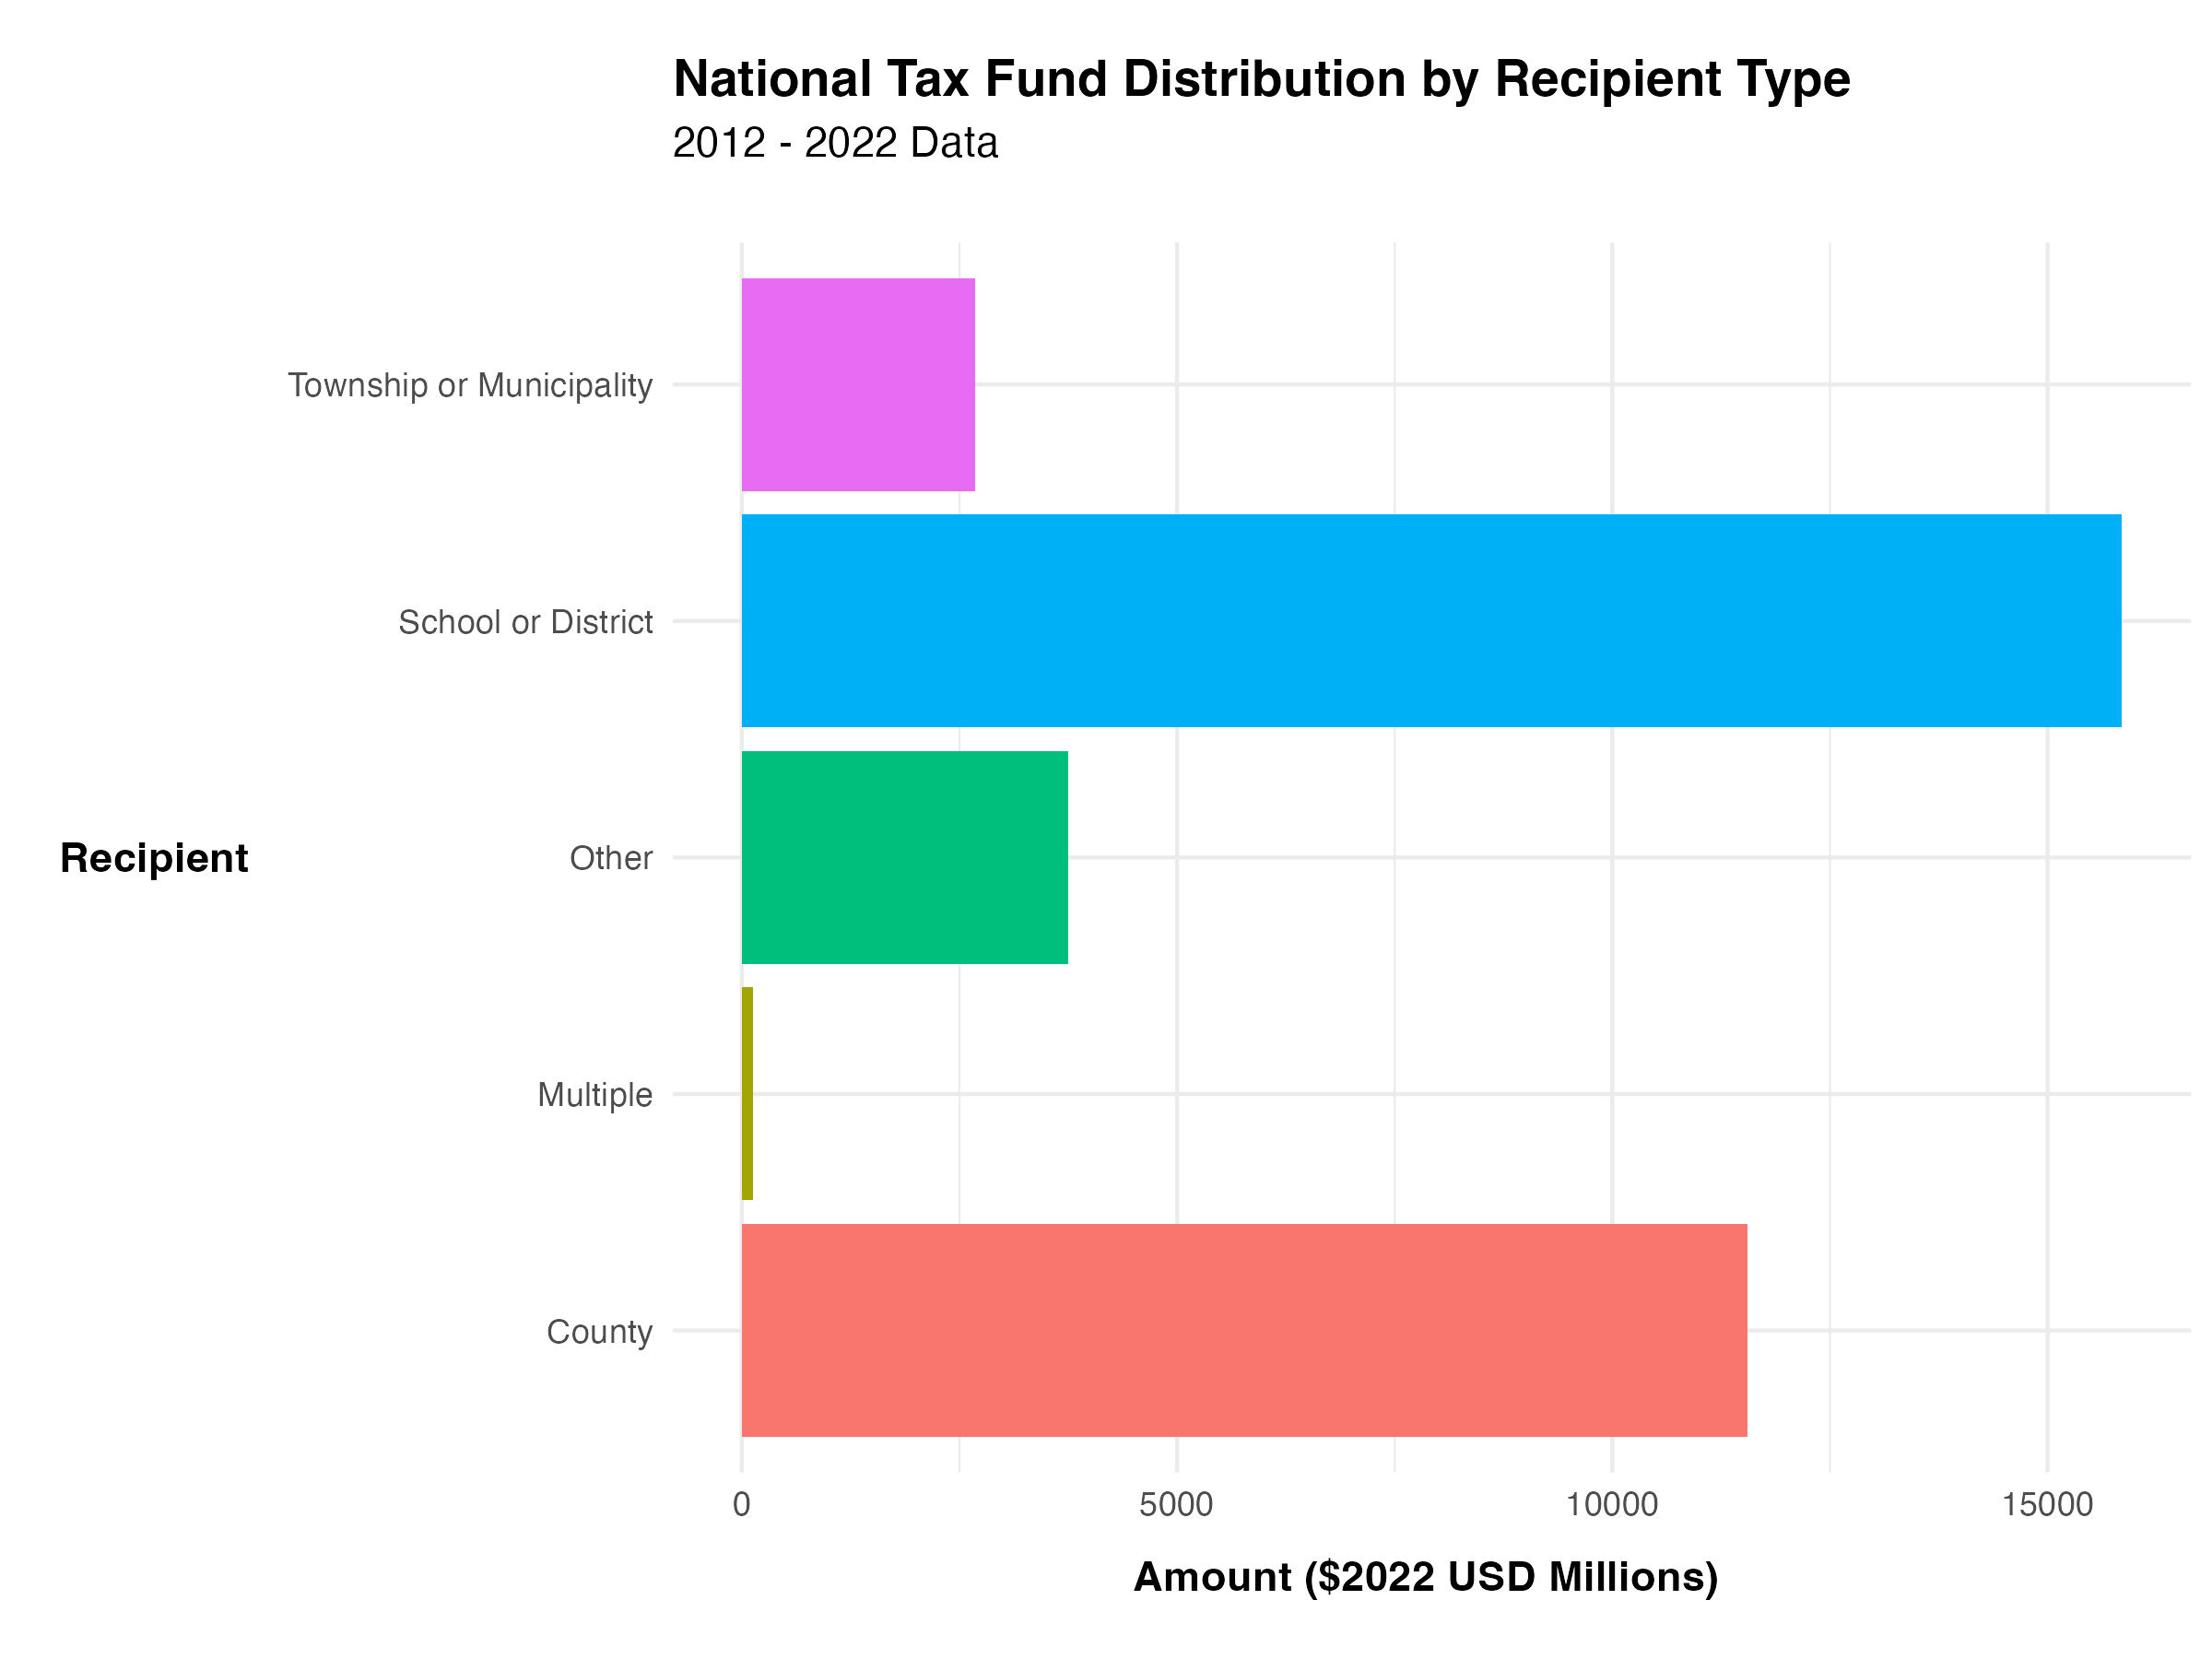 National Tax Fund Distribution by Recipient Type
2012 - 2022 Data
Township or Municipality
School or District
Recipient
Other
Multiple
County
0
5000
10000
15000
Amount ($2022 USD Millions)